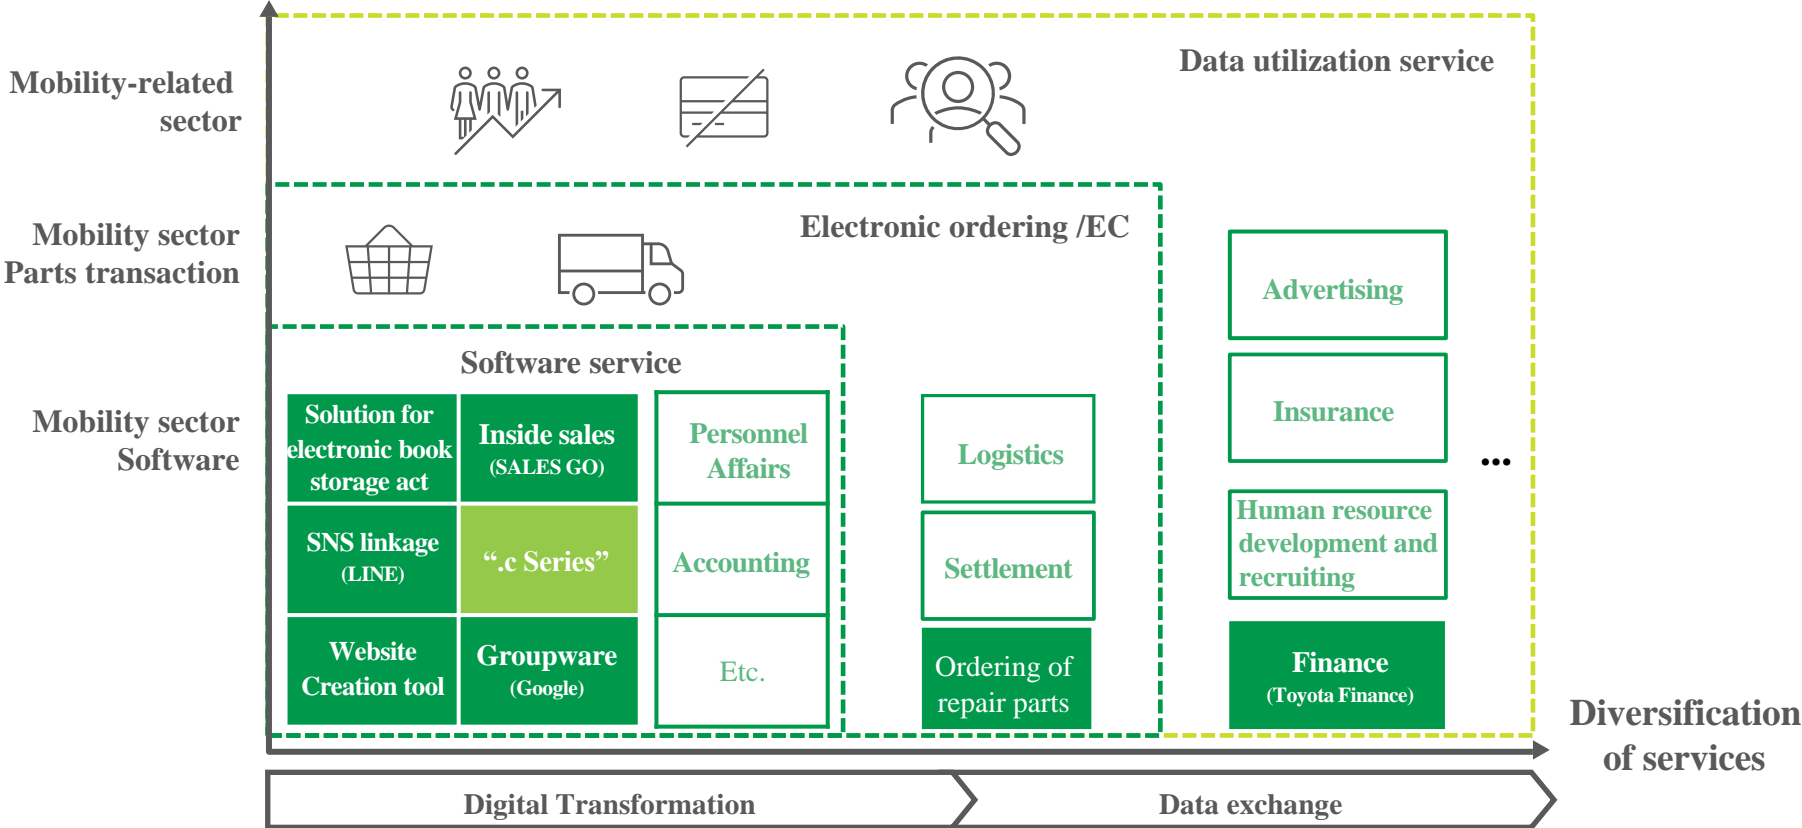 Mobility-related
sector
Data utilization service
Mobility sector
Parts transaction
Electronic ordering /EC
Advertising
Software service
Mobility sector
Software
Solution for
electronic book
storage act
Inside sales
(SALES GO)
Personnel
Affairs
Logistics
Insurance
...
SNS linkage
(LINE)
“.c Series”
Accounting
Settlement
Human resource
development and
recruiting
Website
Creation tool
Groupware
(Google)
Etc.
Ordering of
repair parts
Finance
(Toyota Finance)
Diversification
of services
Digital Transformation
Data exchange